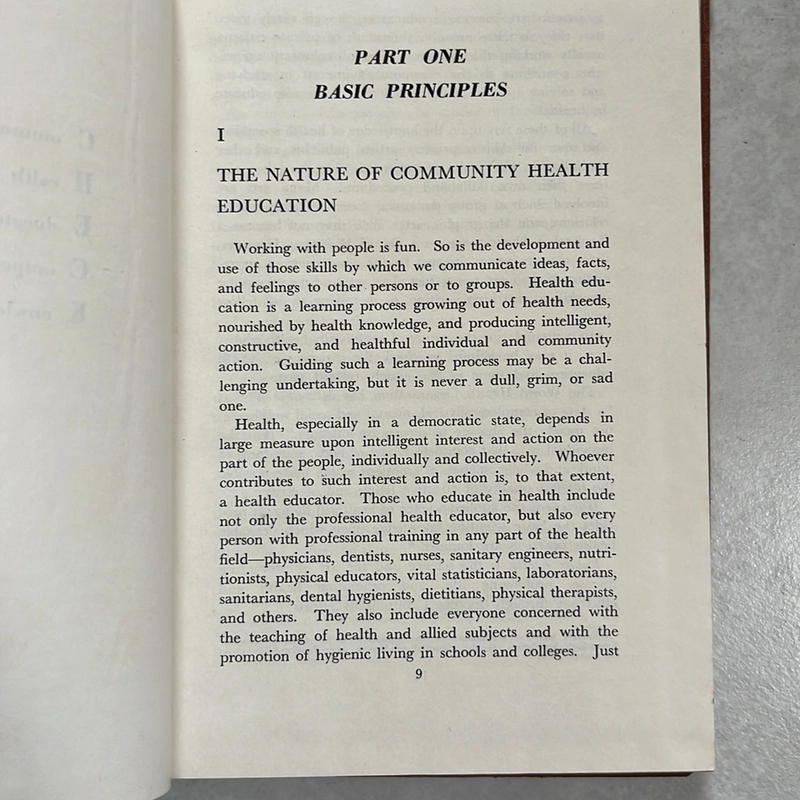 PART ONE
BASIC PRINCIPLES
I
THE NATURE OF COMMUNITY HEALTH
EDUCATION
Working with people is fun. So is the development and
use of those skills by which we communicate ideas, facts,
and feelings to other persons or to groups. Health edu-
cation is a learning process growing out of health needs,
nourished by health knowledge, and producing intelligent,
constructive, and healthful individual and community
action. Guiding such a learning process may be a chal-
lenging undertaking, but it is never a dull, grim, or sad
one.
Health, especially in a democratic state, depends in
large measure upon intelligent interest and action on the
part of the people, individually and collectively. Whoever
contributes to such interest and action is, to that extent,
a health educator. Those who educate in health include
not only the professional health educator, but also every
person with professional training in any part of the health
field—physicians, dentists, nurses, sanitary engineers, nutri-
tionists, physical educators, vital statisticians, laboratorians,
sanitarians, dental hygienists, dietitians, physical therapists,
and others. They also include everyone concerned with
the teaching of health and allied subjects and with the
promotion of hygienic living in schools and colleges. Just
9